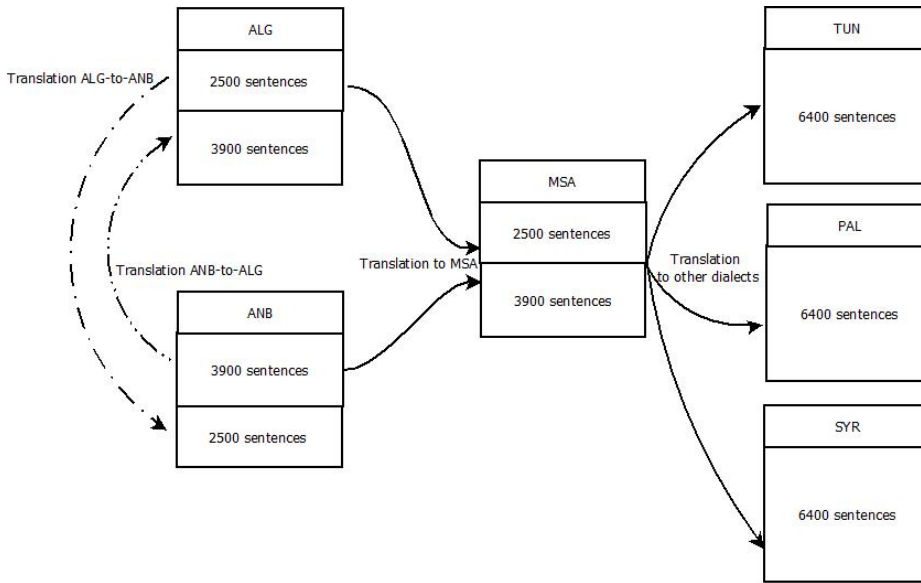 ALG
Translation ALG-to-ANB
2500 sentences
3900 sentences
Translation ANB-to-ALG
ANB
3900 sentences
2500 sentences
Translation to MSA
MSA
2500 sentences
3900 sentences
Translation
to other dialects
TUN
6400 sentences
PAL
6400 sentences
SYR
6400 sentences